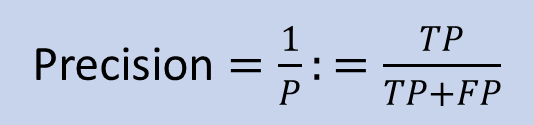 Precision = 1/P := TP/TP+FP